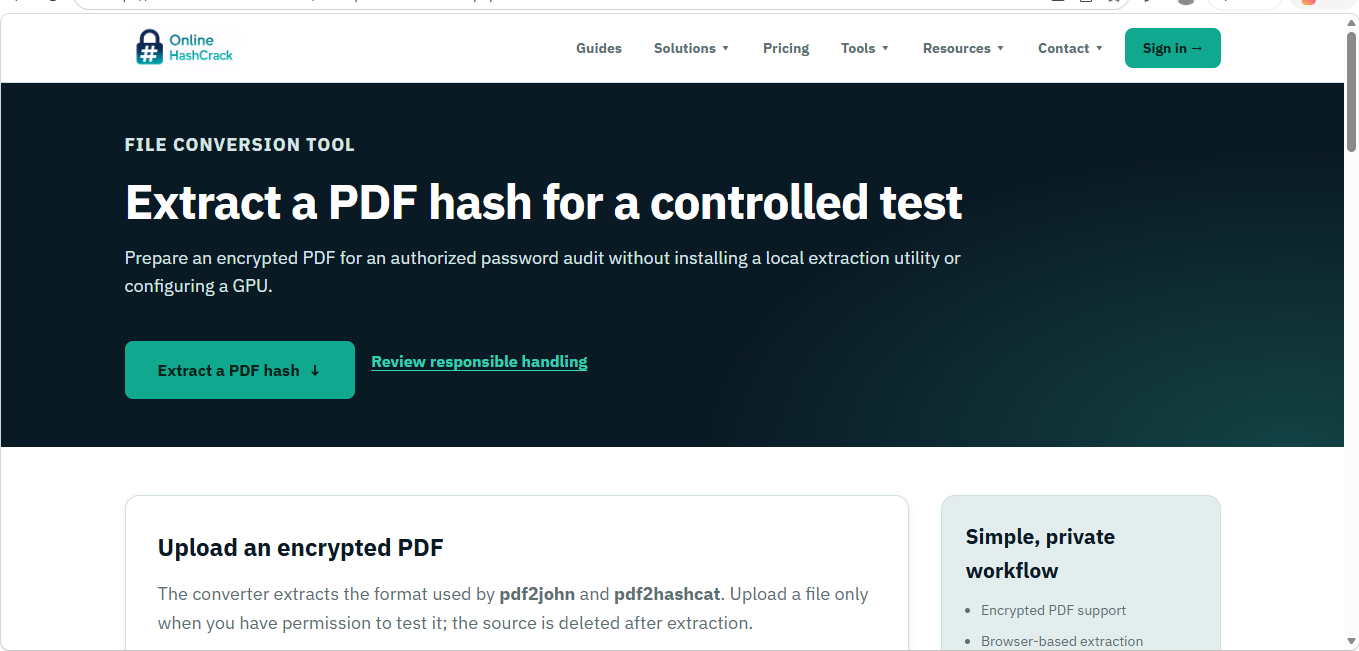 Online
HashCrack
Guides
Solutions ▼
Pricing
Tools ▼
Resources ▼
Contact ▼
Sign in →
FILE CONVERSION TOOL
Extract a PDF hash for a controlled test
Prepare an encrypted PDF for an authorized password audit without installing a local extraction utility or
configuring a GPU.
Extract a PDF hash ↓
Review responsible handling
Upload an encrypted PDF
The converter extracts the format used by pdf2john and pdf2hashcat. Upload a file only
when you have permission to test it; the source is deleted after extraction.
Simple, private
workflow
• Encrypted PDF support
• Browser-based extraction